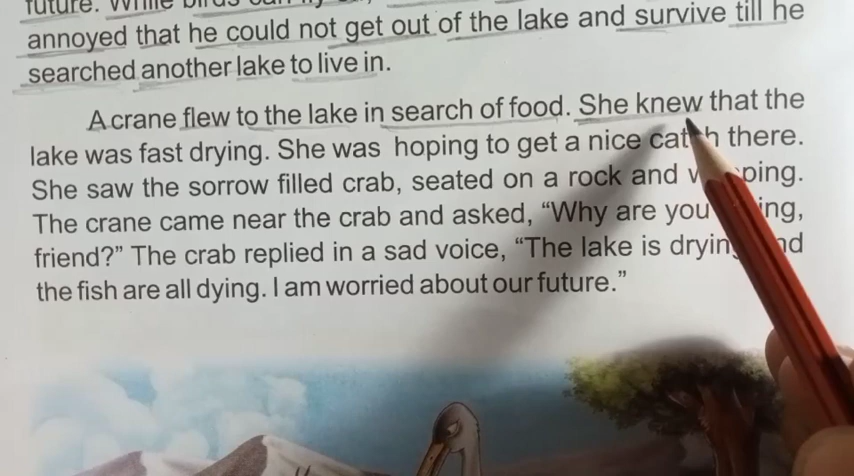 future. While
annoyed that he could not get out of the lake and survive till he
searched another lake to live in.
A crane flew to the lake in search of food. She knew that the
lake was fast drying. She was hoping to get a nice catch there.
She saw the sorrow filled crab, seated on a rock and
The crane came near the crab and asked, “Why are you
friend?” The crab replied in a sad voice, “The lake is drying and
the fish are all dying. I am worried about our future.”